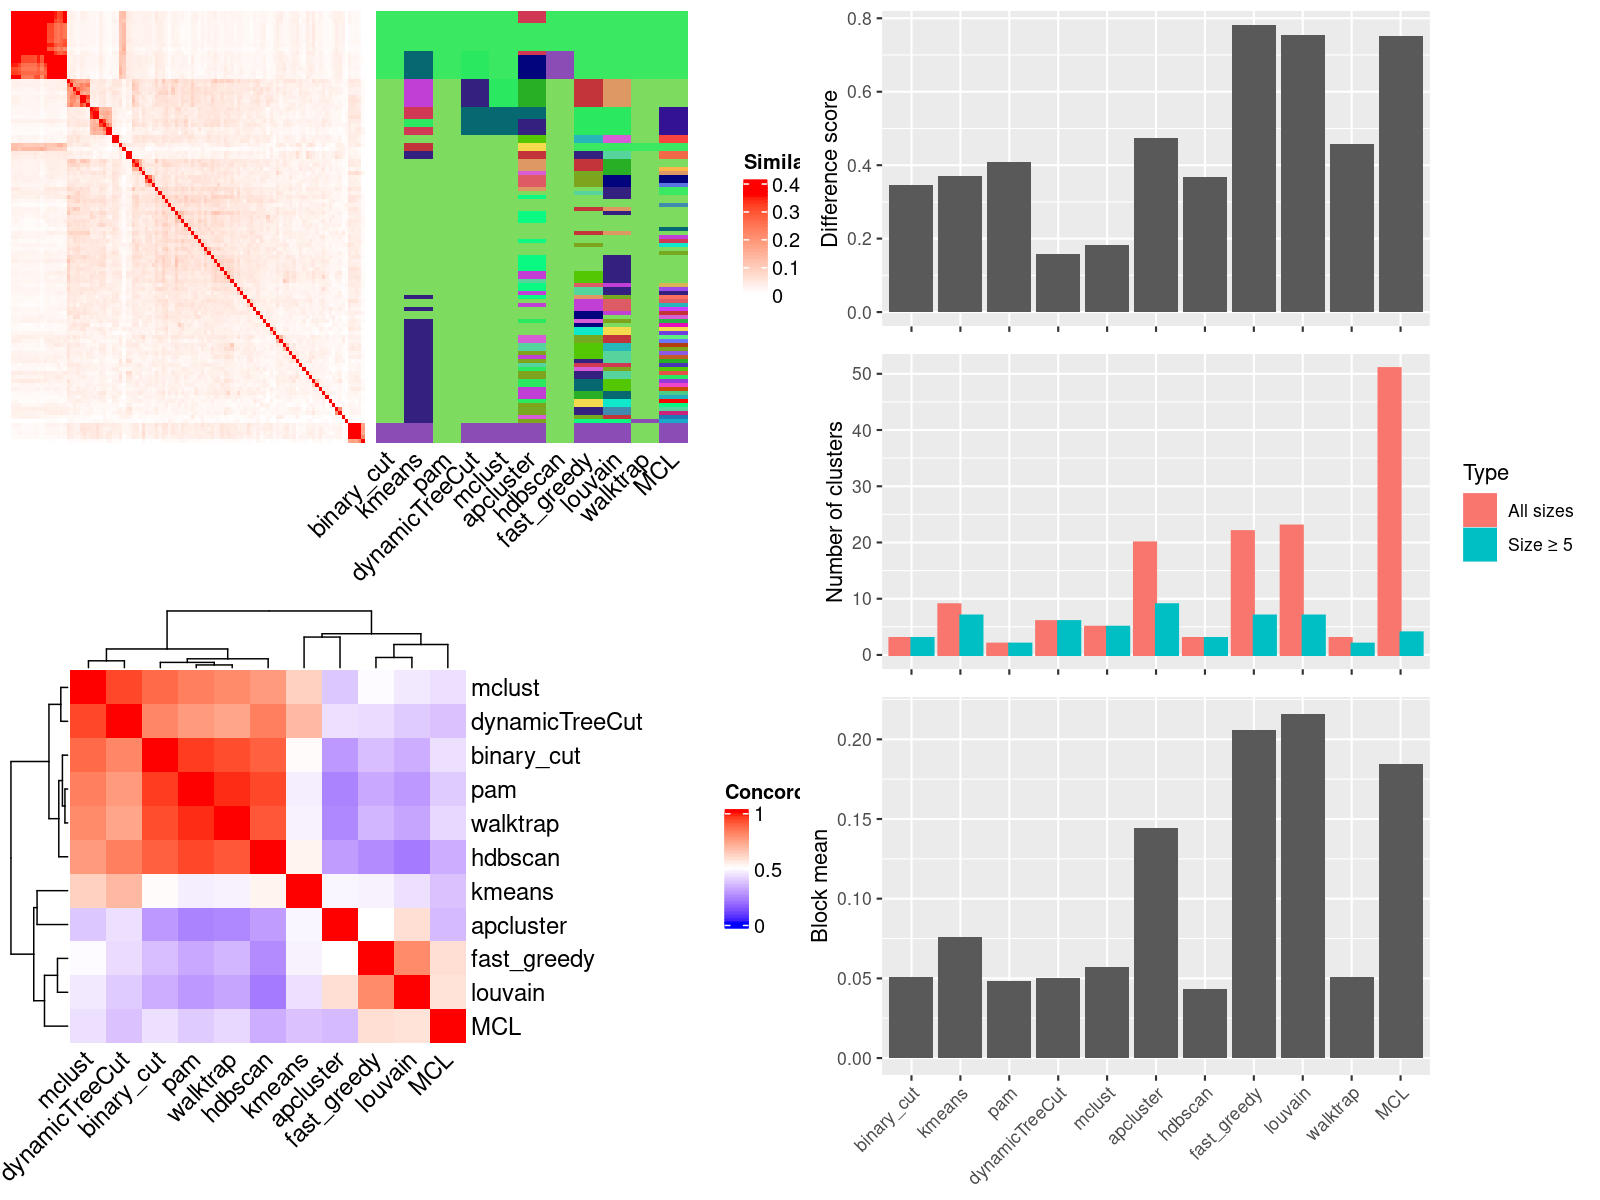 Simila
0.4
0.3
0.2
0.1
0
binary_cut
kmeans
pam
dynamicTreeCut
mclust
apcluster
hdbscan
fast_greedy
louvain
walktrap
MCL
Difference score
0.8
0.6
0.4
0.2
0.0
Number of clusters
50
40
30
20
10
0
Type
All sizes
Size ≥ 5
mclust
dynamicTreeCut
binary_cut
pam
walktrap
hdbscan
kmeans
apcluster
fast_greedy
louvain
MCL
mclust
dynamicTreeCut
binary_cut
pam
walktrap
hdbscan
kmeans
apcluster
fast_greedy
louvain
MCL
Concord
1
0.5
0
Block mean
0.20
0.15
0.10
0.05
0.00
binary_cut
kmeans
pam
dynamicTreeCut
mclust
apcluster
hdbscan
fast_greedy
louvain
walktrap
MCL